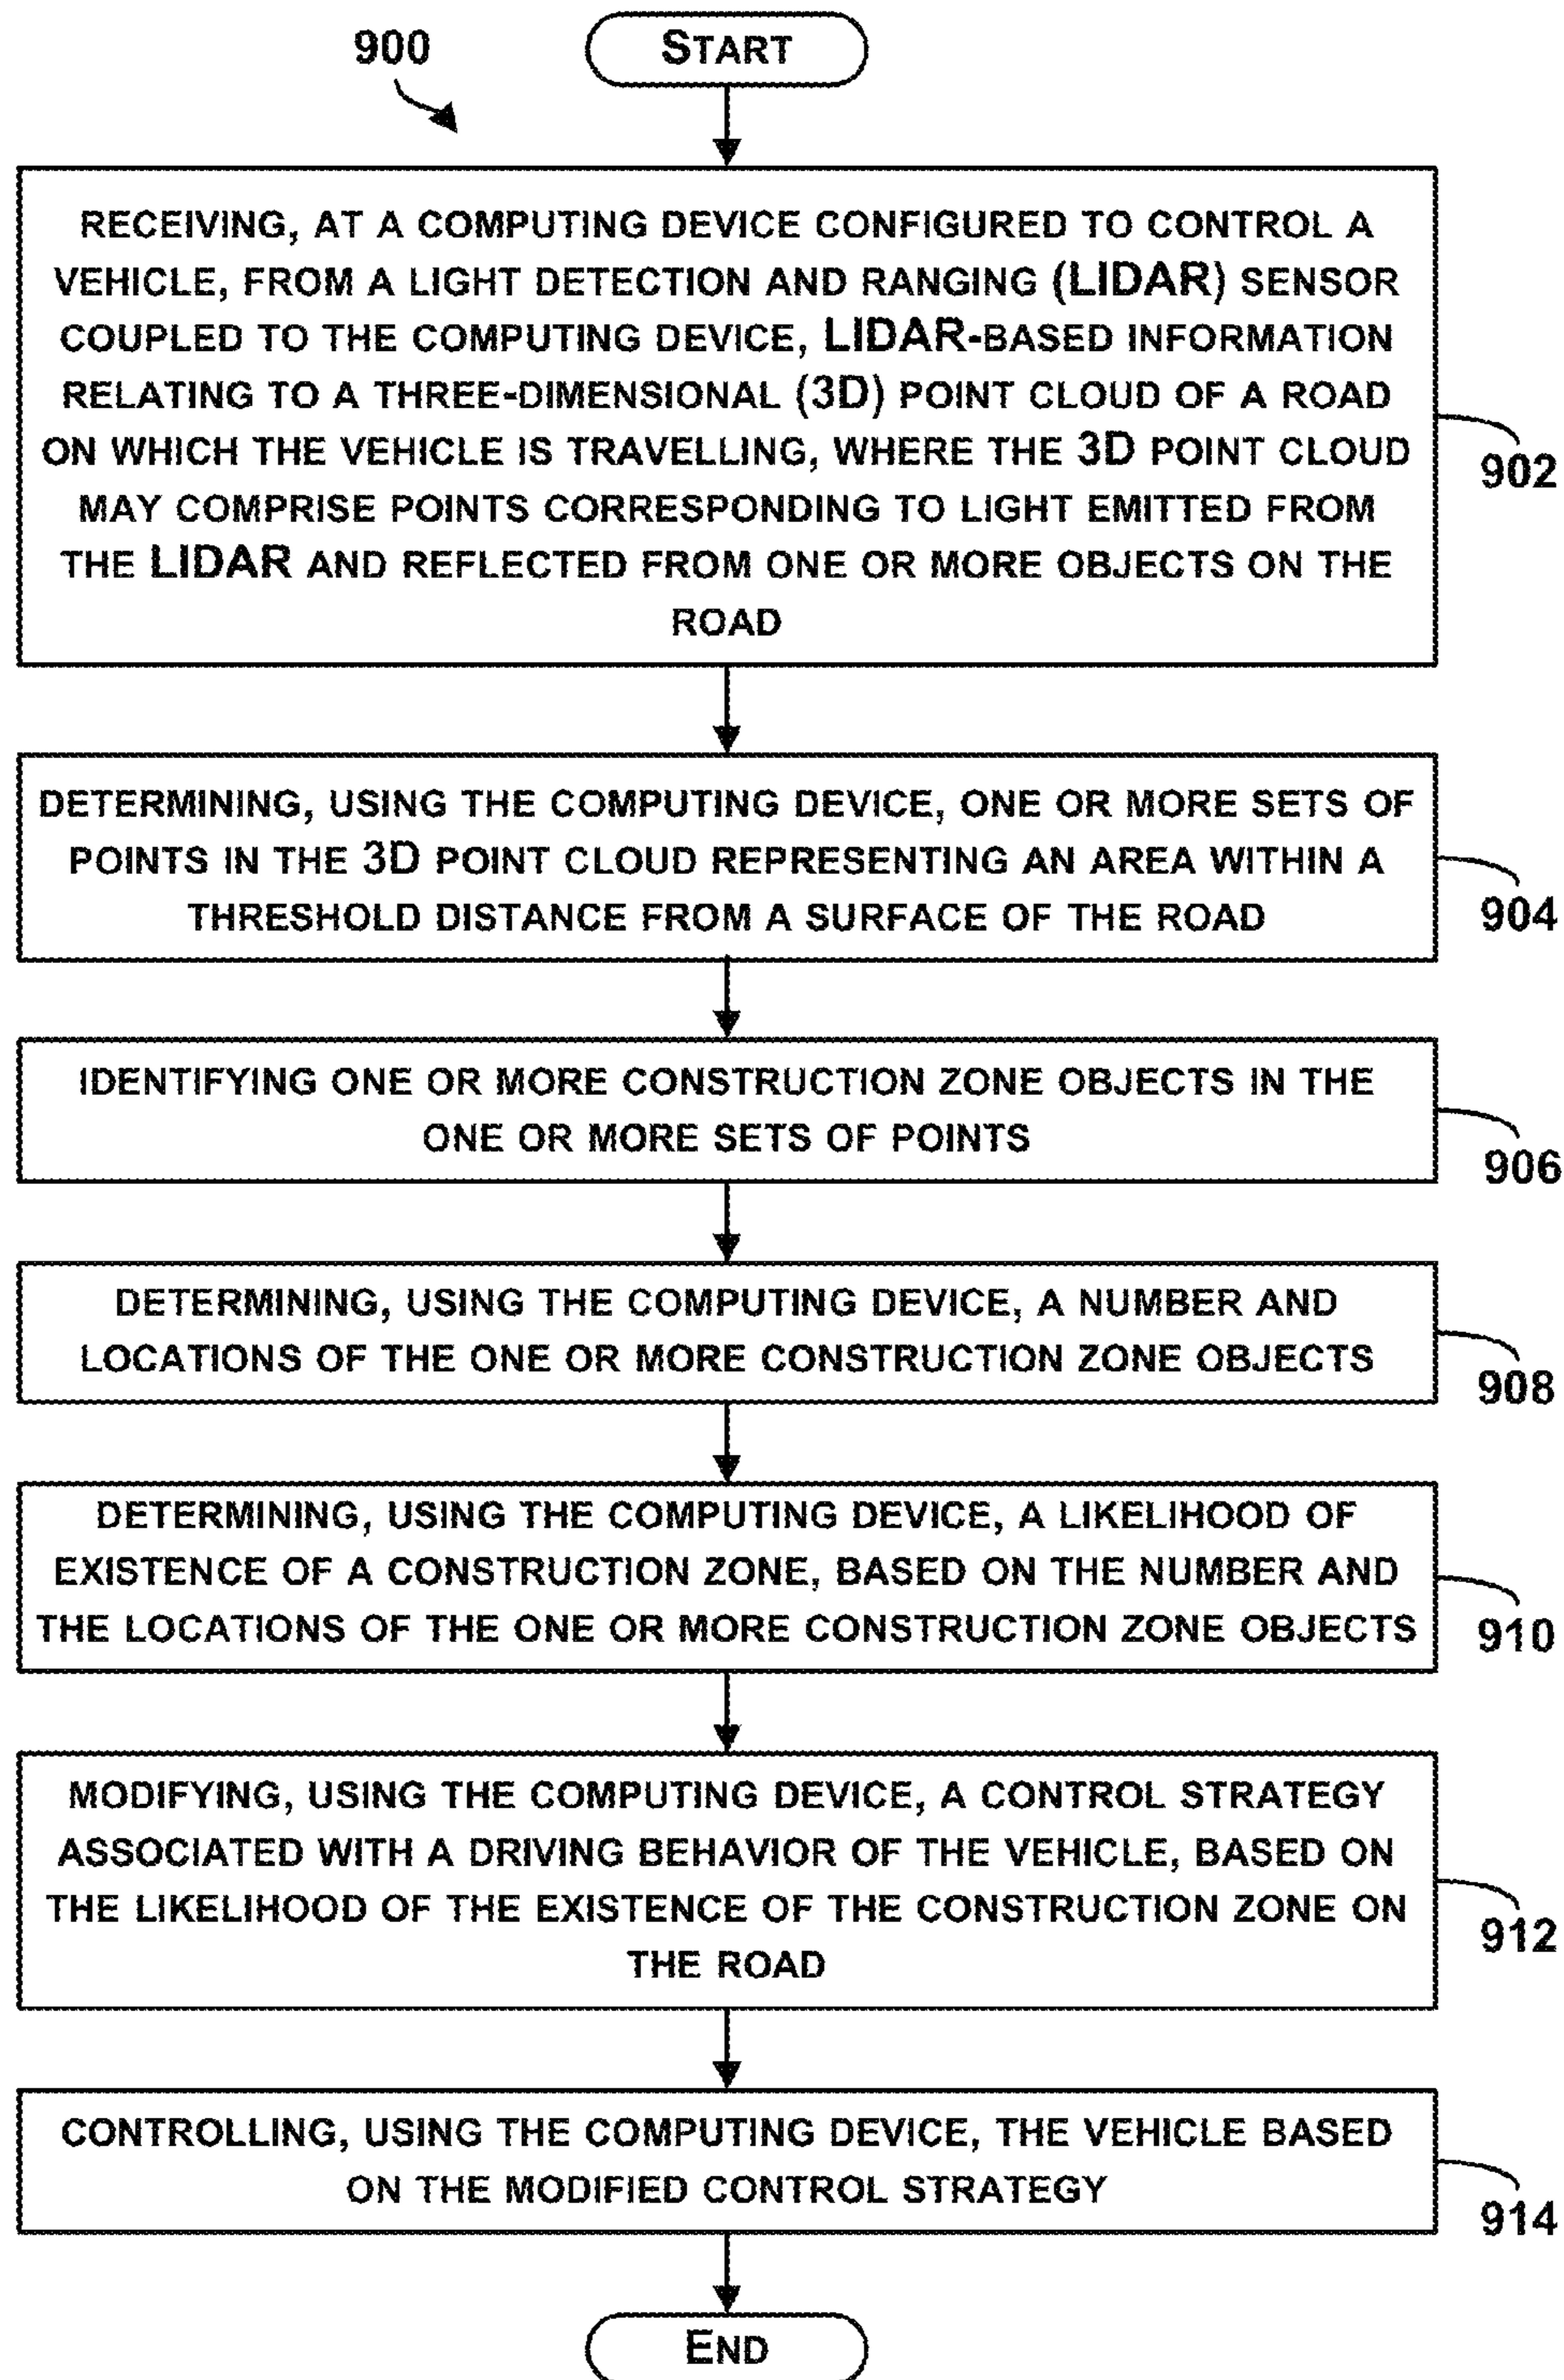 900
START
RECEIVING, AT A COMPUTING DEVICE CONFIGURED TO CONTROL A
VEHICLE, FROM A LIGHT DETECTION AND RANGING (LIDAR) SENSOR
COUPLED TO THE COMPUTING DEVICE, LIDAR-BASED INFORMATION
RELATING TO A THREE-DIMENSIONAL (3D) POINT CLOUD OF A ROAD
ON WHICH THE VEHICLE IS TRAVELLING, WHERE THE 3D POINT CLOUD
MAY COMPRISE POINTS CORRESPONDING TO LIGHT EMITTED FROM
THE LIDAR AND REFLECTED FROM ONE OR MORE OBJECTS ON THE
ROAD
902
DETERMINING, USING THE COMPUTING DEVICE, ONE OR MORE SETS OF
POINTS IN THE 3D POINT CLOUD REPRESENTING AN AREA WITHIN A
THRESHOLD DISTANCE FROM A SURFACE OF THE ROAD
904
IDENTIFYING ONE OR MORE CONSTRUCTION ZONE OBJECTS IN THE
ONE OR MORE SETS OF POINTS
906
DETERMINING, USING THE COMPUTING DEVICE, A NUMBER AND
LOCATIONS OF THE ONE OR MORE CONSTRUCTION ZONE OBJECTS
908
DETERMINING, USING THE COMPUTING DEVICE, A LIKELIHOOD OF
EXISTENCE OF A CONSTRUCTION ZONE, BASED ON THE NUMBER AND
THE LOCATIONS OF THE ONE OR MORE CONSTRUCTION ZONE OBJECTS
910
MODIFYING, USING THE COMPUTING DEVICE, A CONTROL STRATEGY
ASSOCIATED WITH A DRIVING BEHAVIOR OF THE VEHICLE, BASED ON
THE LIKELIHOOD OF THE EXISTENCE OF THE CONSTRUCTION ZONE ON
THE ROAD
912
CONTROLLING, USING THE COMPUTING DEVICE, THE VEHICLE BASED
ON THE MODIFIED CONTROL STRATEGY
914
END